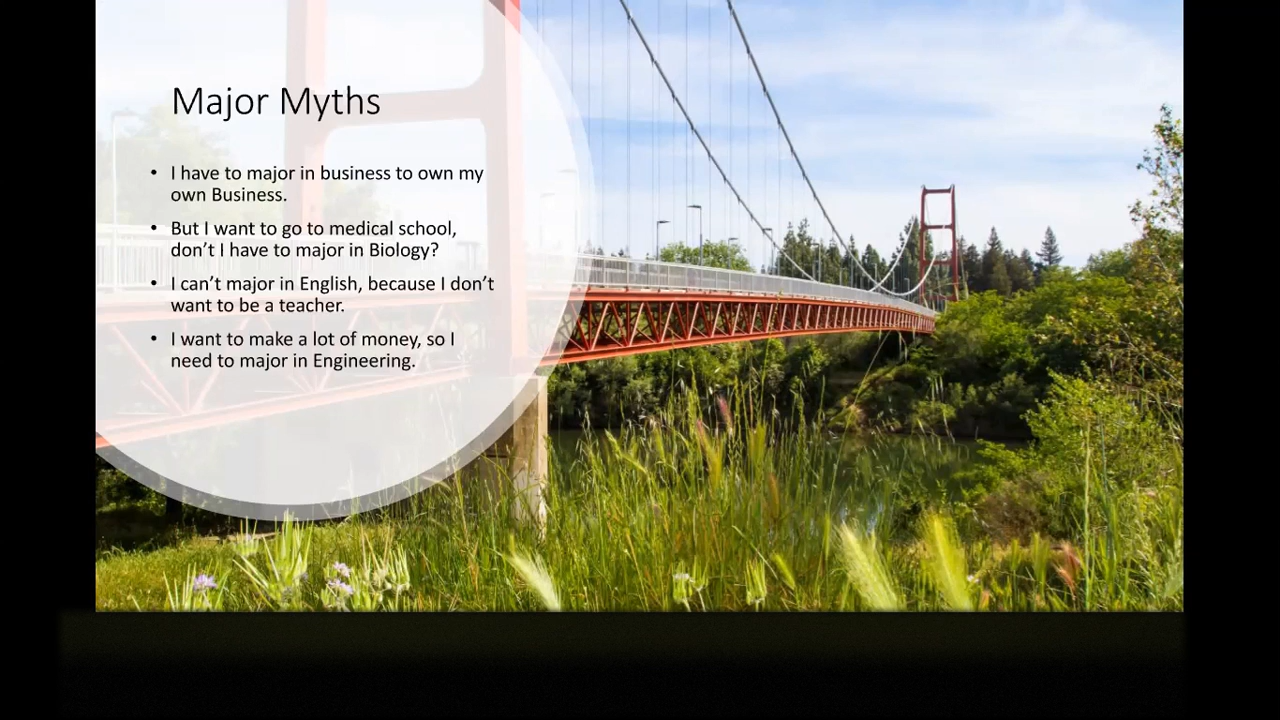 Major Myths
• I have to major in business to own my
own Business.
• But I want to go to medical school,
don’t I have to major in Biology?
• I can’t major in English, because I don’t
want to be a teacher.
• I want to make a lot of money, so I
need to major in Engineering.